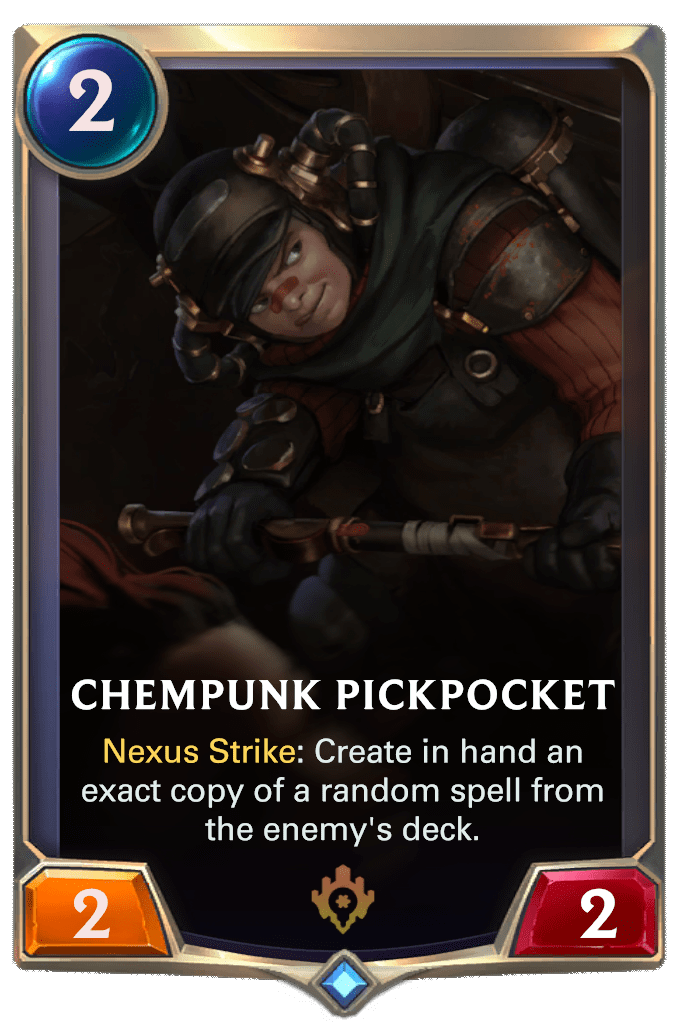 2
CHEMPUNK PICKPOCKET
Nexus Strike: Create in hand an
exact copy of a random spell from
the enemy's deck.
2
2